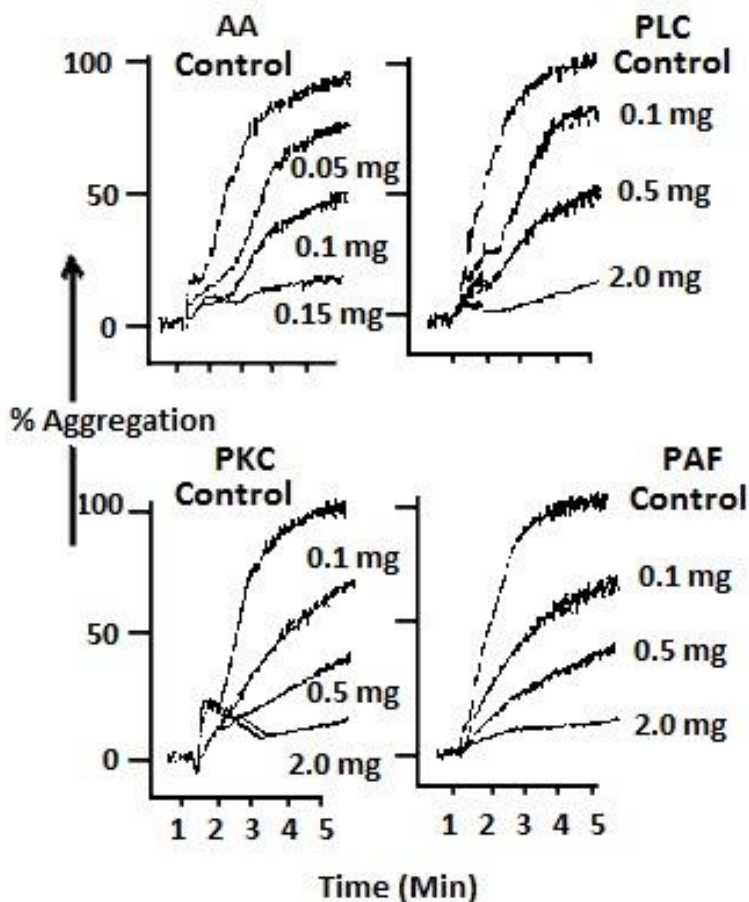 AA
Control
100
0.05 mg
50
0.1 mg
0
0.15 mg
PLC
Control
0.1 mg
0.5 mg
2.0 mg
% Aggregation
PKC
Control
100
0.1 mg
50
0.5 mg
0
2.0 mg
1 2 3 4 5
PAF
Control
0.1 mg
0.5 mg
2.0 mg
1 2 3 4 5
Time (Min)